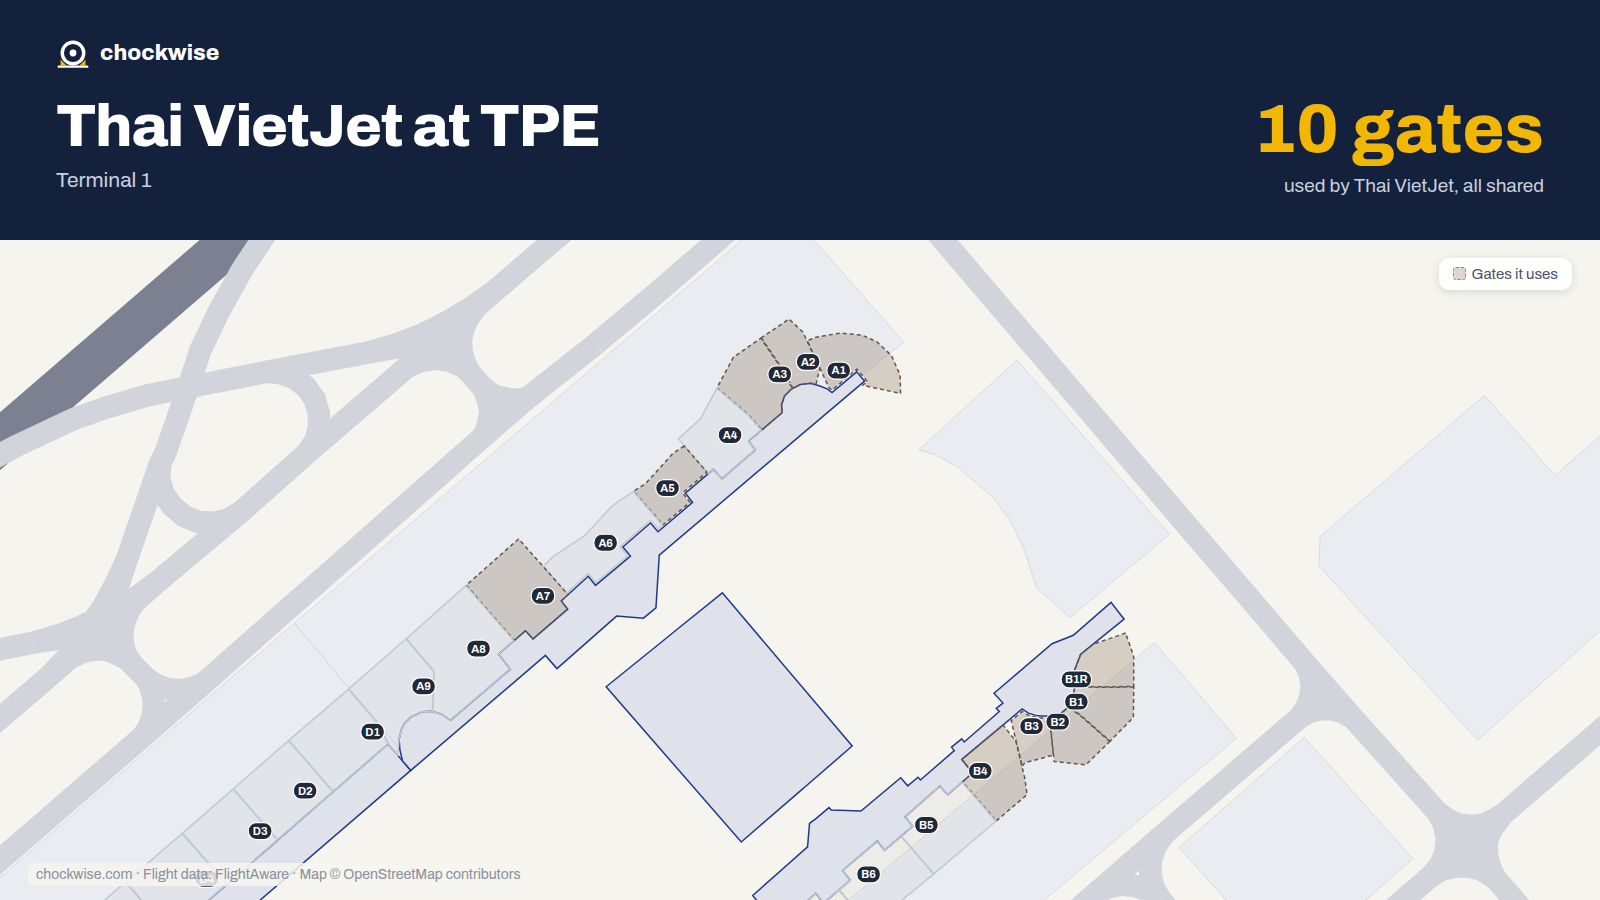 chockwise
Thai VietJet at TPE
Terminal 1
10 gates
used by Thai VietJet, all shared
Gates it uses
A1
A2
A3
A4
A5
A6
A7
A8
A9
D1
D2
D3
B1R
B1
B2
B3
B4
B5
B6
chockwise.com · Flight data: FlightAware · Map © OpenStreetMap contributors